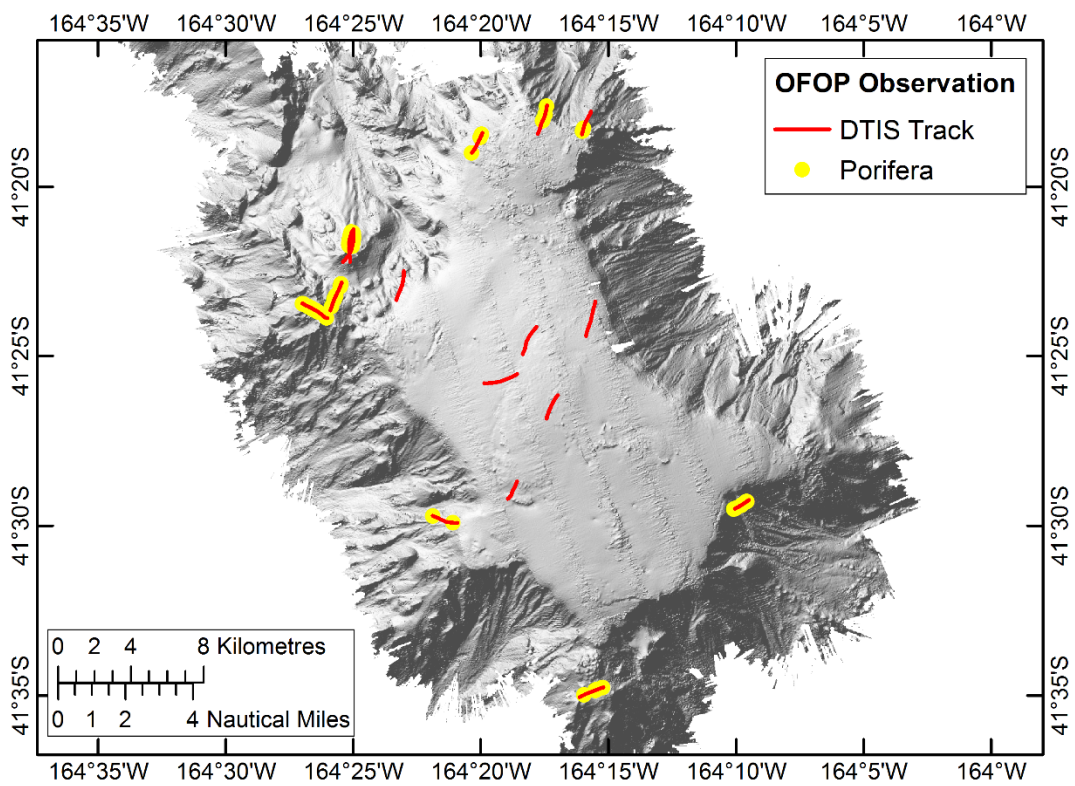 164°35'W 164°30'W 164°25'W 164°20'W 164°15'W 164°10'W 164°5'W 164°W
OFOP Observation
DTIS Track
Porifera
41°20'S 41°20'S
41°25'S 41°25'S
41°30'S 41°30'S
41°35'S 41°35'S
0 2 4 8 Kilometres
0 1 2 4 Nautical Miles
164°35'W 164°30'W 164°25'W 164°20'W 164°15'W 164°10'W 164°5'W 164°W